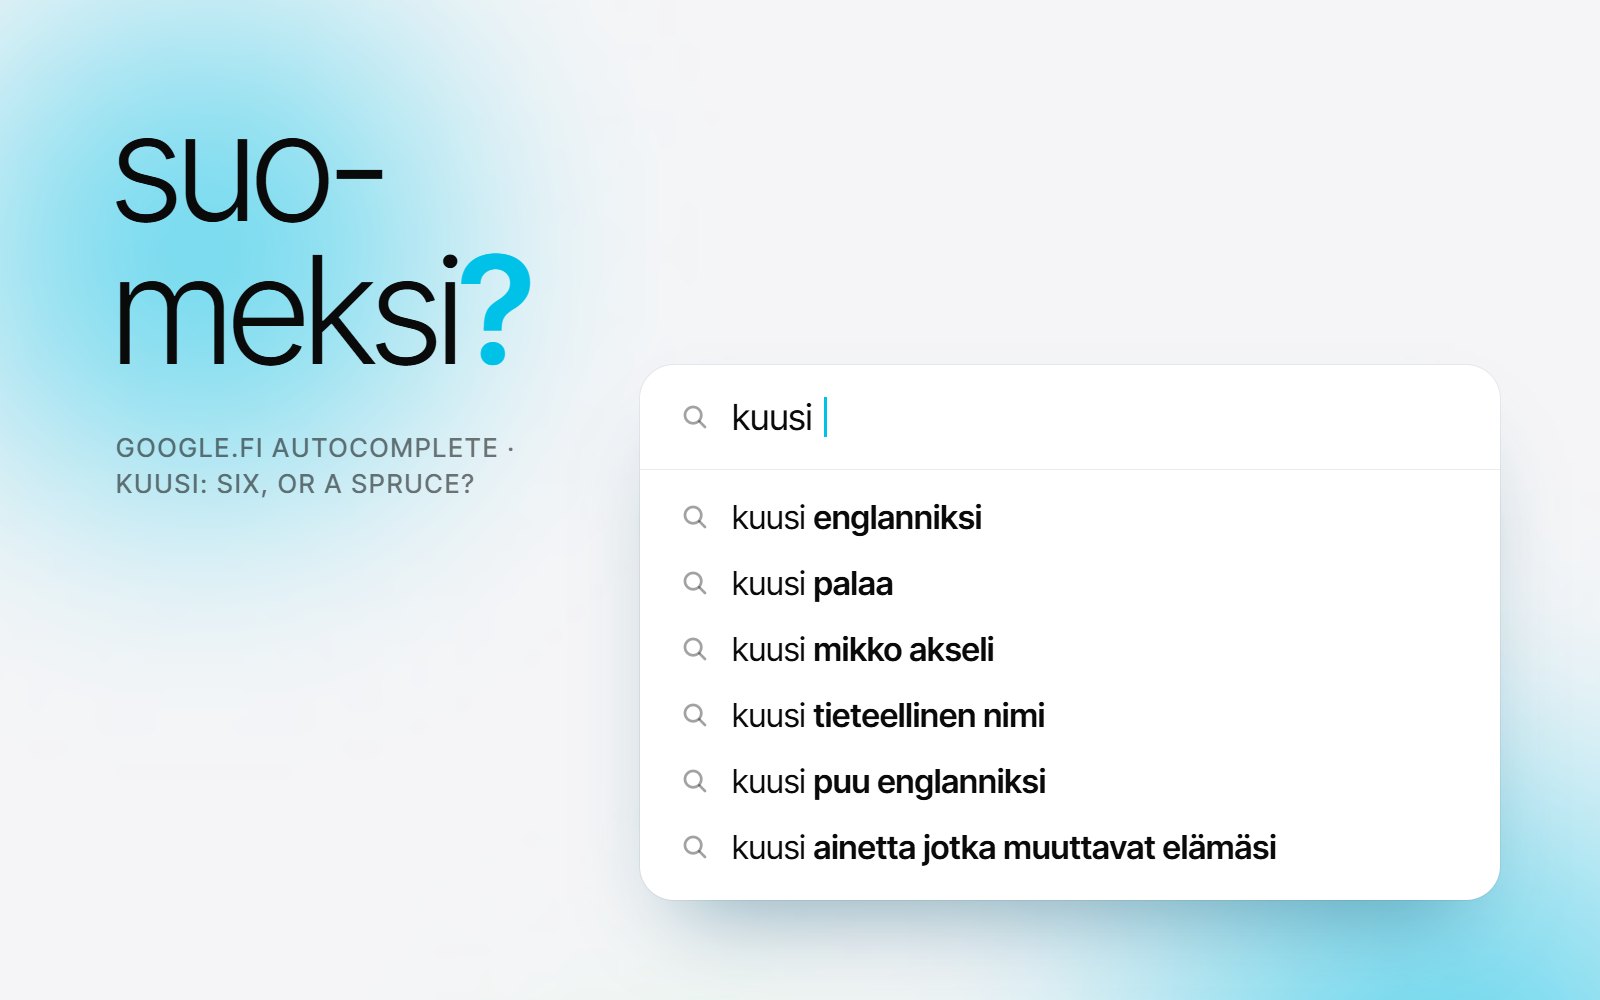 suo-
meksi?
GOOGLE.FI AUTOCOMPLETE ·
KUUSI: SIX, OR A SPRUCE?
kuusi
kuusi englanniksi
kuusi palaa
kuusi mikko akseli
kuusi tieteellinen nimi
kuusi puu englanniksi
kuusi ainetta jotka muuttavat elämäsi